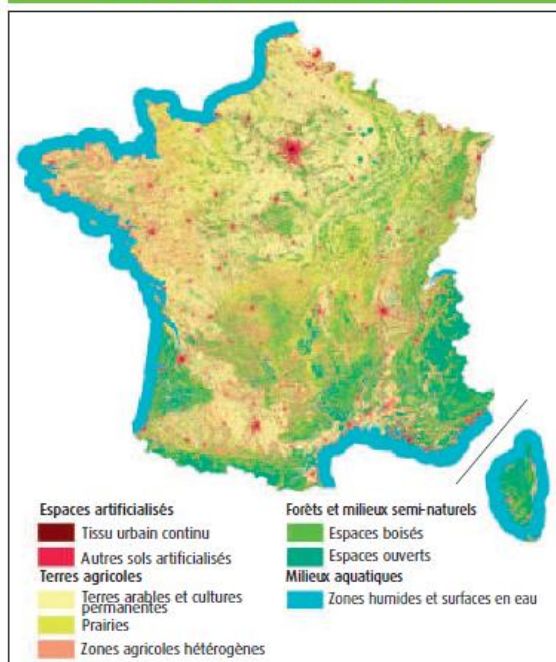 Espaces artificialisés
Tissu urbain continu
Autres sols artificialisés
Terres agricoles
Terres arables et cultures
permanentes
Prairies
Zones agricoles hétérogènes
Forêts et milieux semi-naturels
Espaces boisés
Espaces ouverts
Milieux aquatiques
Zones humides et surfaces en eau